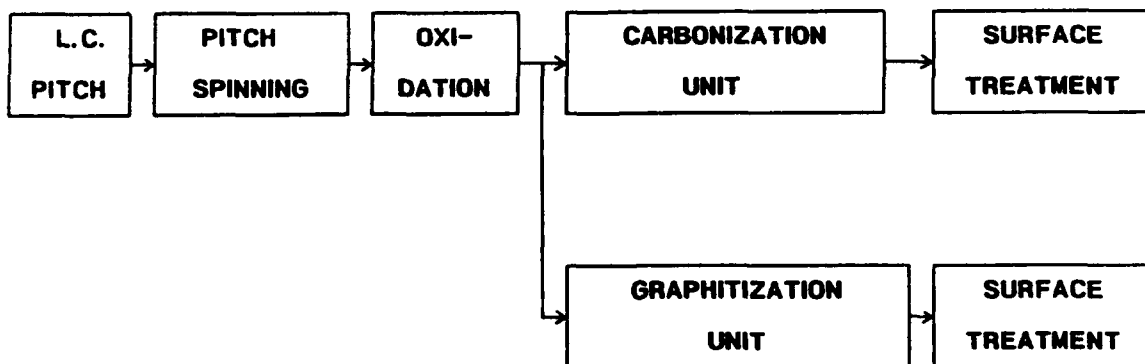 L.C.
PITCH
PITCH
SPINNING
OXI-
DATION
CARBONIZATION
UNIT
SURFACE
TREATMENT
GRAPHITIZATION
UNIT
SURFACE
TREATMENT